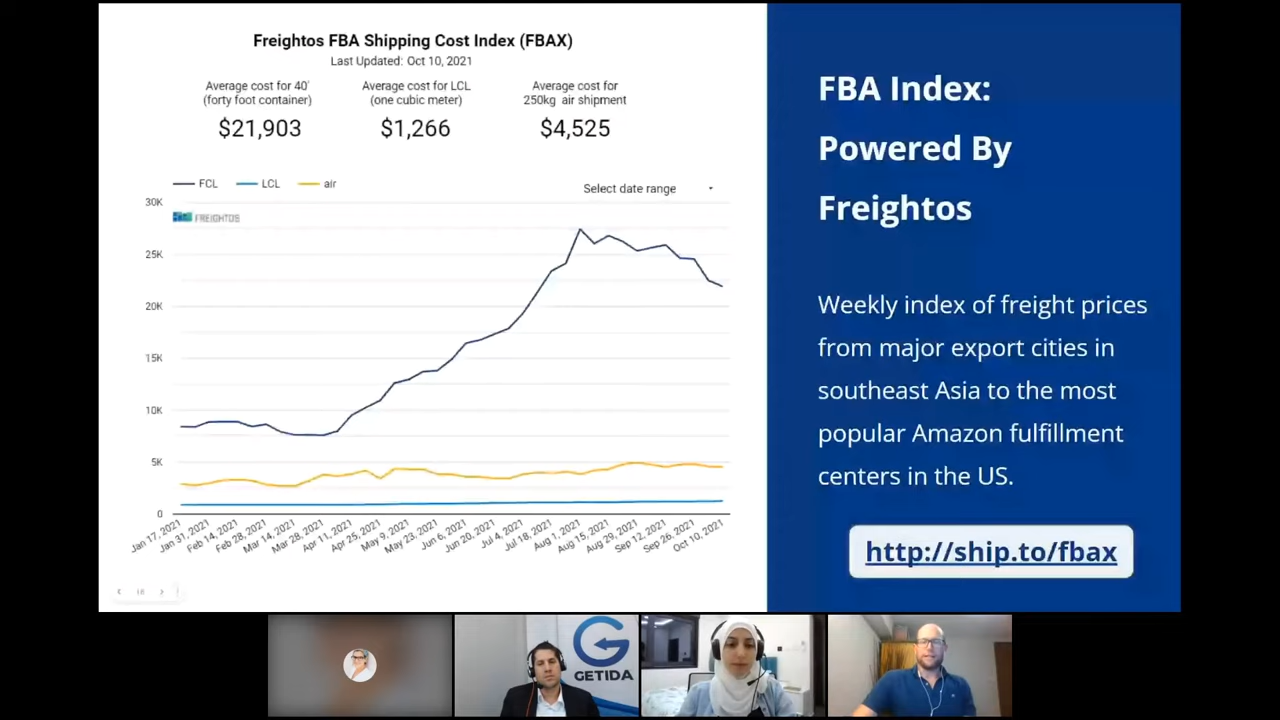 Freightos FBA Shipping Cost Index (FBAX)
Last Updated: Oct 10, 2021
Average cost for 40'
(forty foot container)
$21,903
Average cost for LCL
(one cubic meter)
$1,266
Average cost for
250kg air shipment
$4,525
FCL
LCL
air
Select date range
FREIGHTOS
30K
25K
20K
15K
10K
5K
0
Jan 17, 2021
Jan 31, 2021
Feb 14, 2021
Feb 28, 2021
Mar 14, 2021
Mar 28, 2021
Apr 11, 2021
Apr 25, 2021
May 9, 2021
May 23, 2021
Jun 6, 2021
Jun 20, 2021
Jul 4, 2021
Jul 18, 2021
Aug 1, 2021
Aug 15, 2021
Aug 29, 2021
Sep 12, 2021
Sep 26, 2021
Oct 10, 2021
18
FBA Index:
Powered By
Freightos
Weekly index of freight prices
from major export cities in
southeast Asia to the most
popular Amazon fulfillment
centers in the US.
http://ship.to/fbax
GETIDA